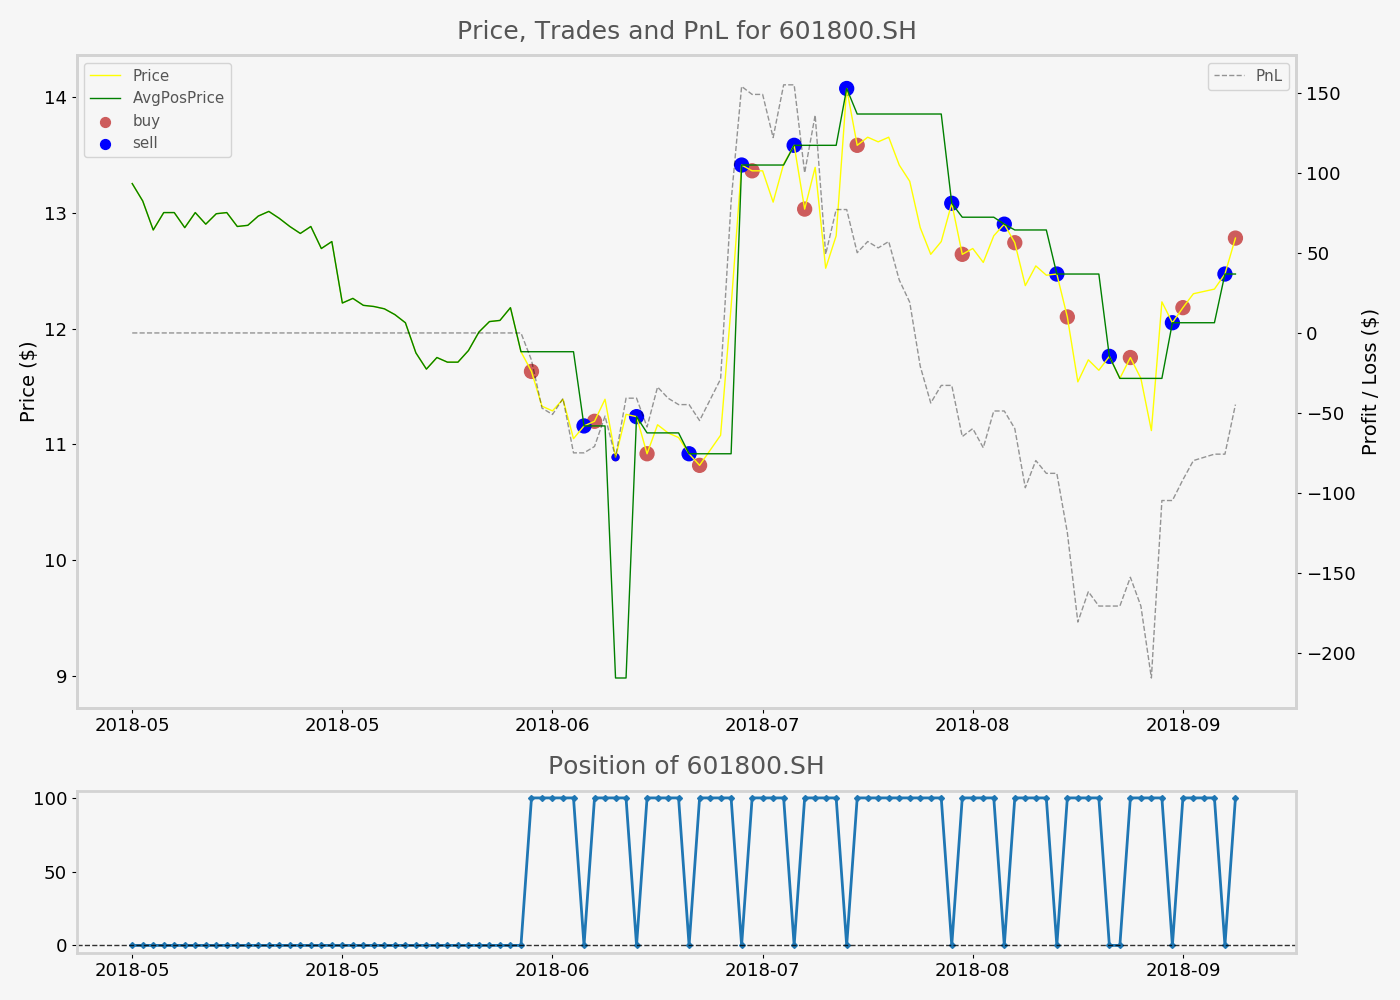 Price, Trades and PnL for 601800.SH
Price
AvgPosPrice
buy
sell
PnL
14
13
12
11
10
9
Price ($)
150
100
50
0
−50
−100
−150
−200
Profit / Loss ($)
2018-05 2018-05 2018-06 2018-07 2018-08 2018-09
Position of 601800.SH
100
50
0
2018-05 2018-05 2018-06 2018-07 2018-08 2018-09